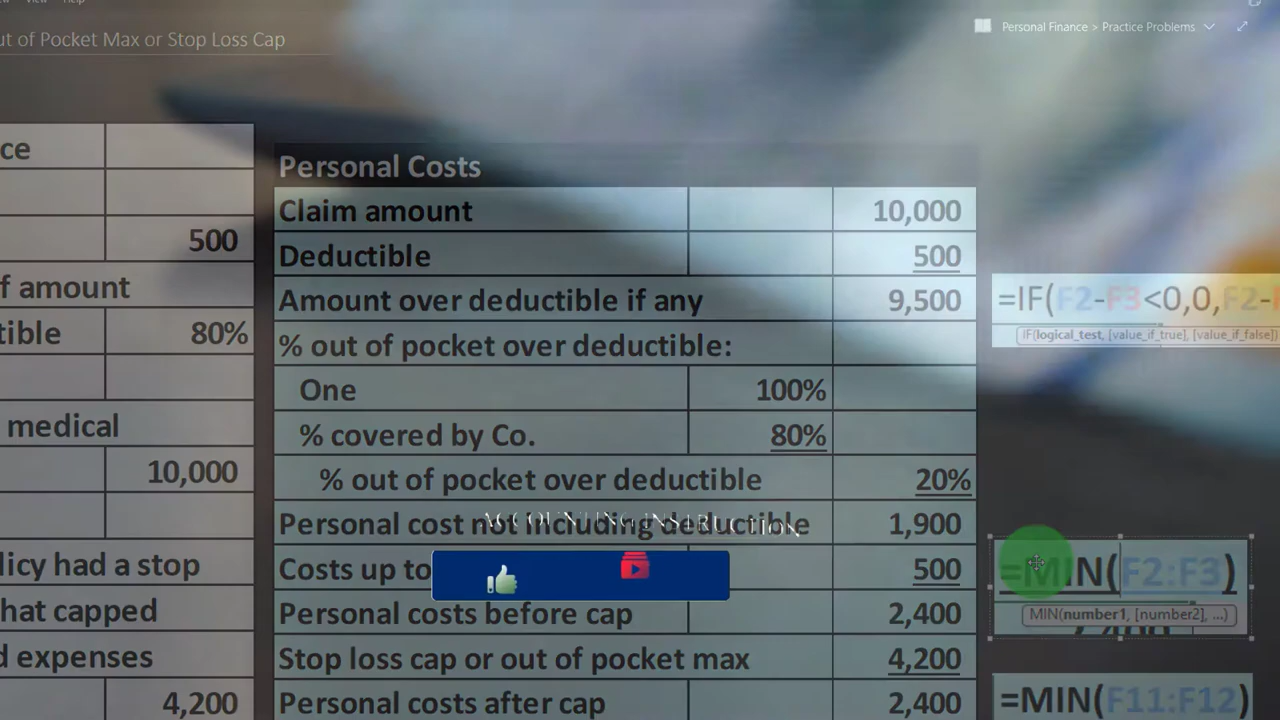 View Help
ut of Pocket Max or Stop Loss Cap
Personal Finance > Practice Problems
ce
500
f amount
tible 80%
medical
10,000
licy had a stop
hat capped
d expenses
4,200
Personal Costs
Claim amount 10,000
Deductible 500
Amount over deductible if any 9,500
% out of pocket over deductible:
One 100%
% covered by Co. 80%
% out of pocket over deductible 20%
Personal cost not including deductible 1,900
ACCOUNTING INSTRUCTION
Costs up to 500
Personal costs before cap 2,400
Stop loss cap or out of pocket max 4,200
Personal costs after cap 2,400
=IF(F2-F3<0,0,F2-
IF(logical_test, [value_if_true], [value_if_false])
=MIN(F2:F3)
MIN(number1, [number2], ...)
=MIN(F11:F12)